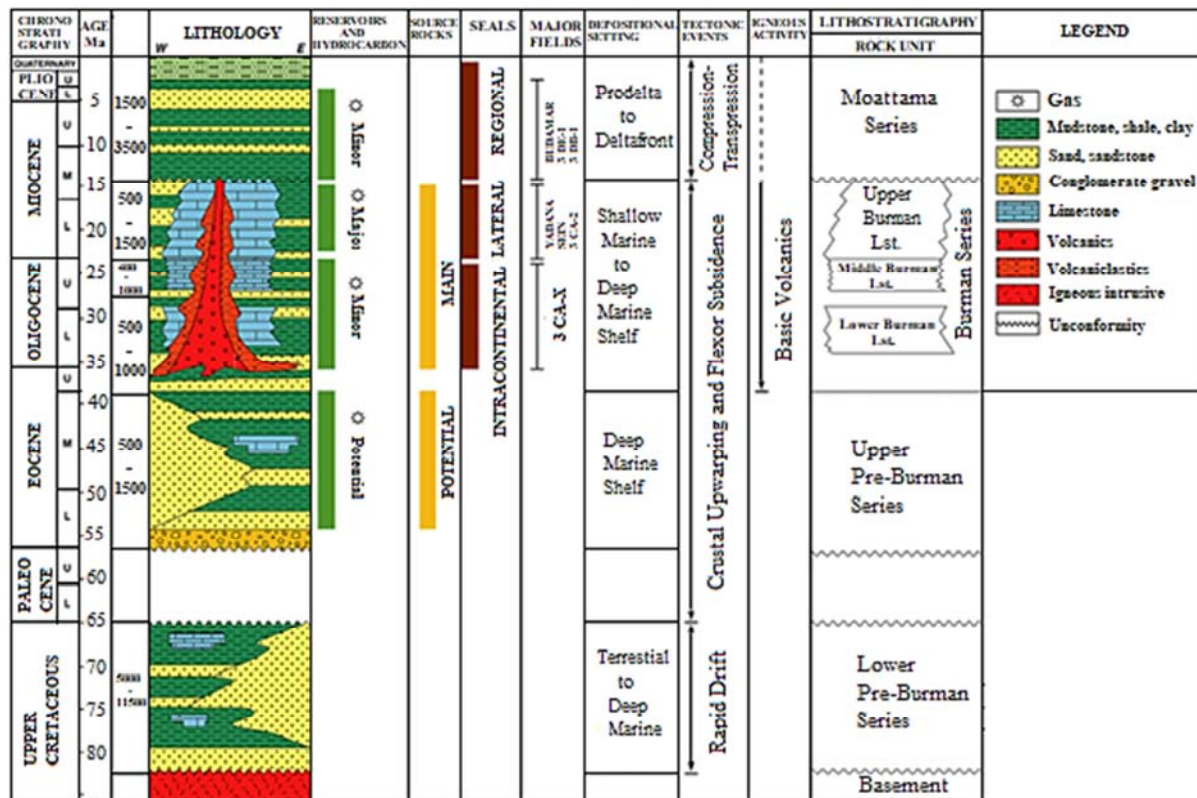 CHRONO
STRATI
GRAPHY
AGE
Ma
LITHOLOGY
W
E
RESERVOIRS
AND
HYDROCARBON
SOURCE
ROCKS
SEALS
MAJOR
FIELDS
DEPOSITIONAL
SETTING
TECTONIC
EVENTS
IGNEOUS
ACTIVITY
LITHOSTRATIGRAPHY
ROCK UNIT
LEGEND
QUATERNARY
PLIO
CENE
U
L
MIOCENE
U
M
L
OLIGOCENE
U
L
EOCENE
U
M
L
PALEO
CENE
U
L
UPPER
CRETACEOUS
5
10
15
20
25
30
35
40
45
50
55
60
65
70
75
80
1500
-
3500
500
-
1500
400
-
1000
500
-
1000
500
-
1500
5000
-
11500
Minor
Major
Minor
Potential
MAIN
POTENTIAL
REGIONAL
LATERAL
INTRACONTINENTAL
YADANA
SEIN
3 CA-2
3 CA-X
Prodelta
to
Deltafront
Shallow
Marine
to
Deep
Marine
Shelf
Deep
Marine
Shelf
Terrestial
to
Deep
Marine
Compression-
Transpression
Crustal Upwarping and Flexor Subsidence
Rapid Drift
Basic Volcanics
Moattama
Series
Upper
Burman
Lst.
Middle Burman
Lst.
Lower Burman
Lst.
Burman Series
Upper
Pre-Burman
Series
Lower
Pre-Burman
Series
Basement
Gas
Mudstone, shale, clay
Sand, sandstone
Conglomerate gravel
Limestone
Volcanics
Volcaniclastics
Igneous intrusive
Unconformity